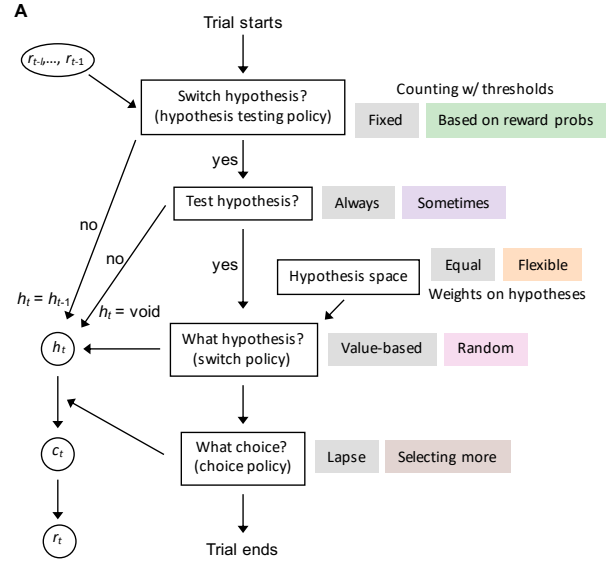 A
Trial starts
r_{t-l},..., r_{t-1}
Switch hypothesis?
(hypothesis testing policy)
Counting w/ thresholds
Fixed
Based on reward probs
yes
Test hypothesis?
Always
Sometimes
no
no
yes
Hypothesis space
Equal
Flexible
Weights on hypotheses
h_t = h_{t-1}
h_t = void
h_t
What hypothesis?
(switch policy)
Value-based
Random
c_t
What choice?
(choice policy)
Lapse
Selecting more
r_t
Trial ends